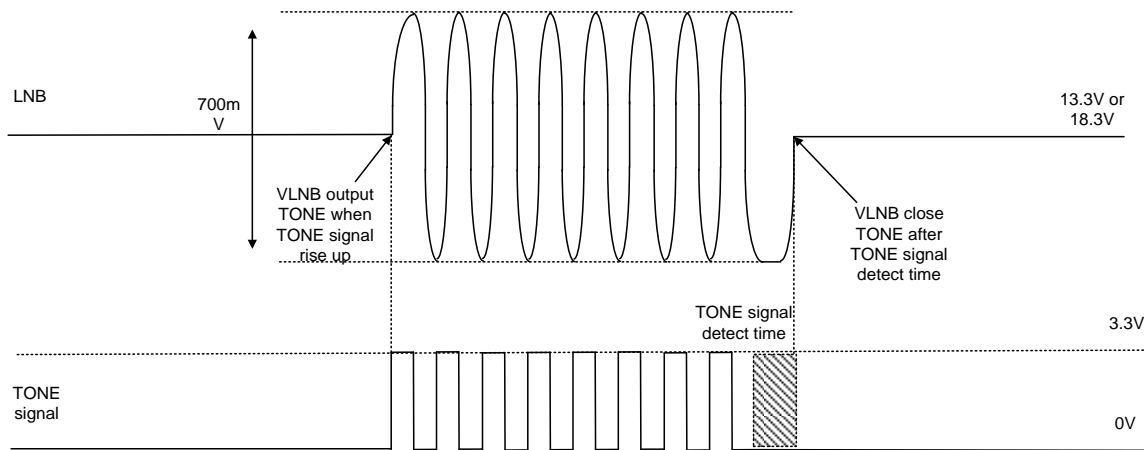 LNB
700m
V
13.3V or
18.3V
VLNB output
TONE when
TONE signal
rise up
VLNB close
TONE after
TONE signal
detect time
TONE signal
detect time
3.3V
TONE
signal
0V